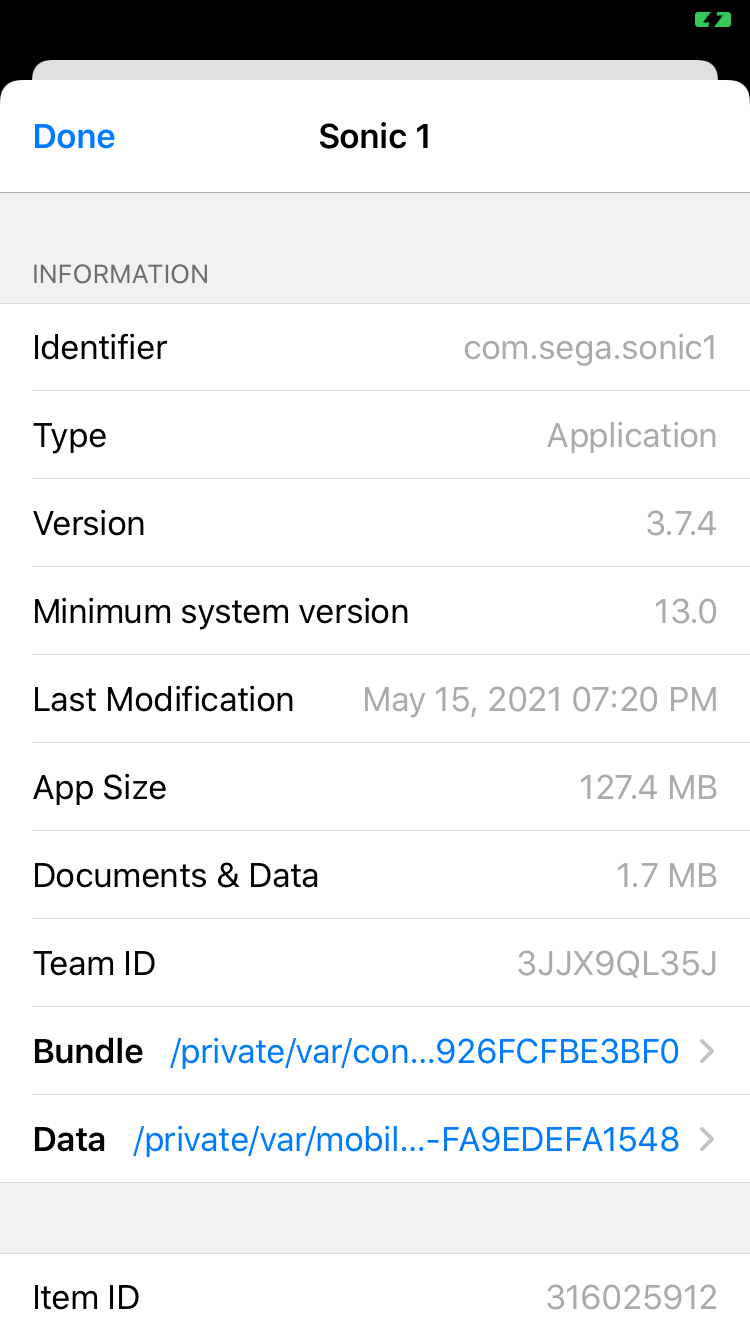 Done Sonic 1
INFORMATION
Identifier com.sega.sonic1
Type Application
Version 3.7.4
Minimum system version 13.0
Last Modification May 15, 2021 07:20 PM
App Size 127.4 MB
Documents & Data 1.7 MB
Team ID 3JJX9QL35J
Bundle /private/var/con...926FCFBE3BF0
Data /private/var/mobil...-FA9EDEFA1548
Item ID 316025912